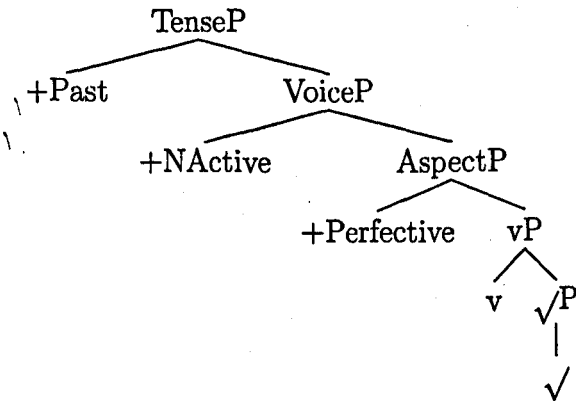 TenseP
+Past VoiceP
+NActive AspectP
+Perfective vP
v √P
√